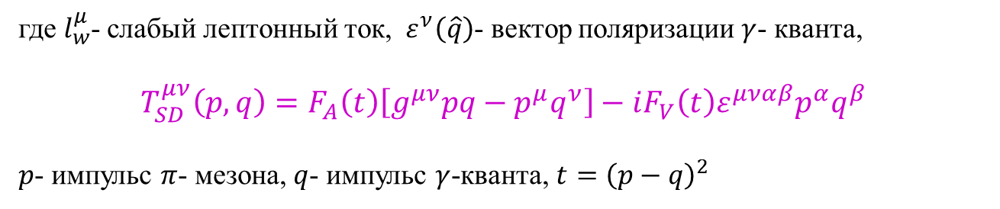 где $l_w^\mu$- слабый лептонный ток, $\varepsilon^\nu(\hat{q})$- вектор поляризации $\gamma$- кванта,
$T_{SD}^{\mu\nu}(p,q) = F_A(t)[g^{\mu\nu}pq - p^\mu q^\nu] - iF_V(t)\varepsilon^{\mu\nu\alpha\beta}p^\alpha q^\beta$
$p$- импульс $\pi$- мезона, $q$- импульс $\gamma$-кванта, $t = (p - q)^2$